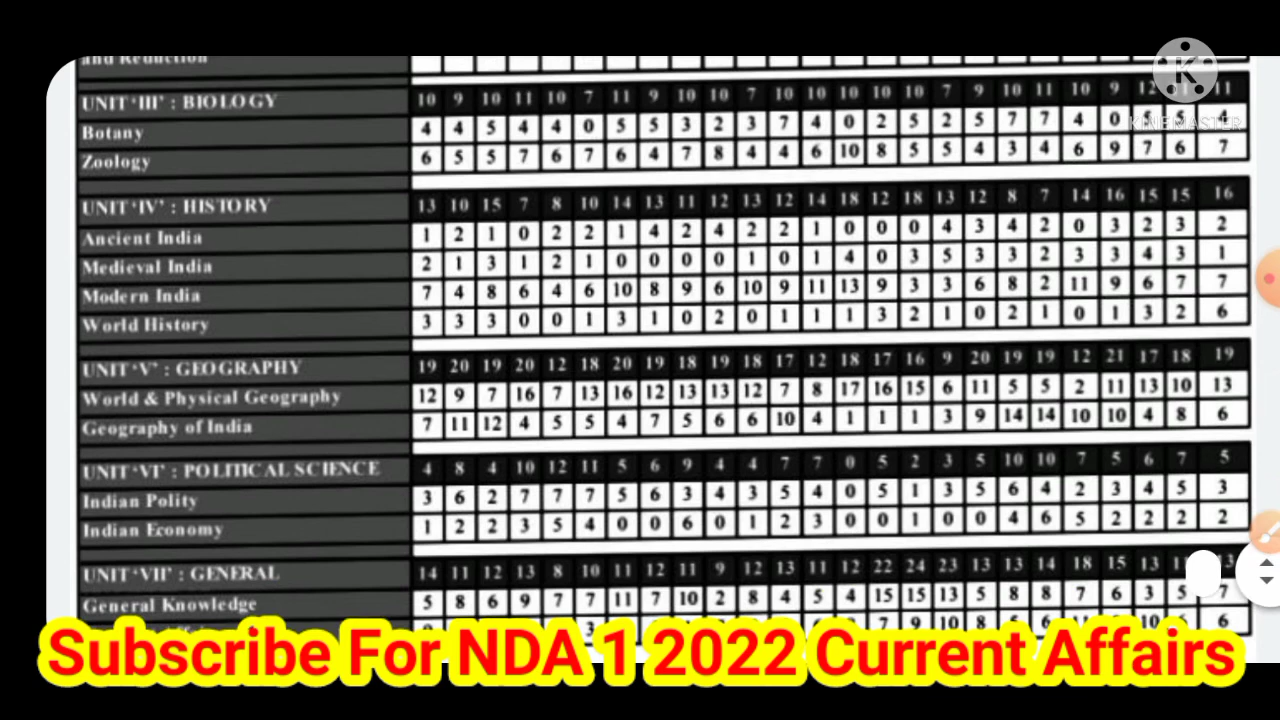 and Reduction
UNIT 'III' : BIOLOGY 10 9 10 11 10 7 11 9 10 10 7 10 10 10 10 10 7 9 10 11 10 9 12 11
Botany 4 4 5 4 4 0 5 5 3 2 3 7 4 0 2 5 2 5 7 7 4 0 4
Zoology 6 5 5 7 6 7 6 4 7 8 4 4 6 10 8 5 5 4 3 4 6 9 7 6 7
UNIT 'IV' : HISTORY 13 10 15 7 8 10 14 13 11 12 13 12 14 18 12 18 13 12 8 7 14 16 15 15 16
Ancient India 1 2 1 0 2 2 1 4 2 4 2 2 1 0 0 0 4 3 4 2 0 3 2 3 2
Medieval India 2 1 3 1 2 1 0 0 0 0 1 0 1 4 0 3 5 3 3 2 3 3 4 3 1
Modern India 7 4 8 6 4 6 10 8 9 6 10 9 11 13 9 3 3 6 8 2 11 9 6 7 7
World History 3 3 3 0 0 1 3 1 0 2 0 1 1 1 3 2 1 0 2 1 0 1 3 2 6
UNIT 'V' : GEOGRAPHY 19 20 19 20 12 18 20 19 18 19 18 17 12 18 17 16 9 20 19 19 12 21 17 18 19
World & Physical Geography 12 9 7 16 7 13 16 12 13 13 12 7 8 17 16 15 6 11 5 5 2 11 13 10 13
Geography of India 7 11 12 4 5 5 4 7 5 6 6 10 4 1 1 1 3 9 14 14 10 10 4 8 6
UNIT 'VI' : POLITICAL SCIENCE 4 8 4 10 12 11 5 6 9 4 4 7 7 0 5 2 3 5 10 10 7 5 6 7 5
Indian Polity 3 6 2 7 7 7 5 6 3 4 3 5 4 0 5 1 3 5 6 4 2 3 4 5 3
Indian Economy 1 2 2 3 5 4 0 0 6 0 1 2 3 0 0 1 0 0 4 6 5 2 2 2 2
UNIT 'VII' : GENERAL 14 11 12 13 8 10 11 12 11 9 12 13 11 12 22 24 23 13 13 14 18 15 13
General Knowledge 5 8 6 9 7 7 11 7 10 2 8 4 5 4 15 15 13 5 8 8 7 6 3 5 7
3 7 9 10 8 6 10 6
KINEMASTER
Subscribe For NDA 1 2022 Current Affairs